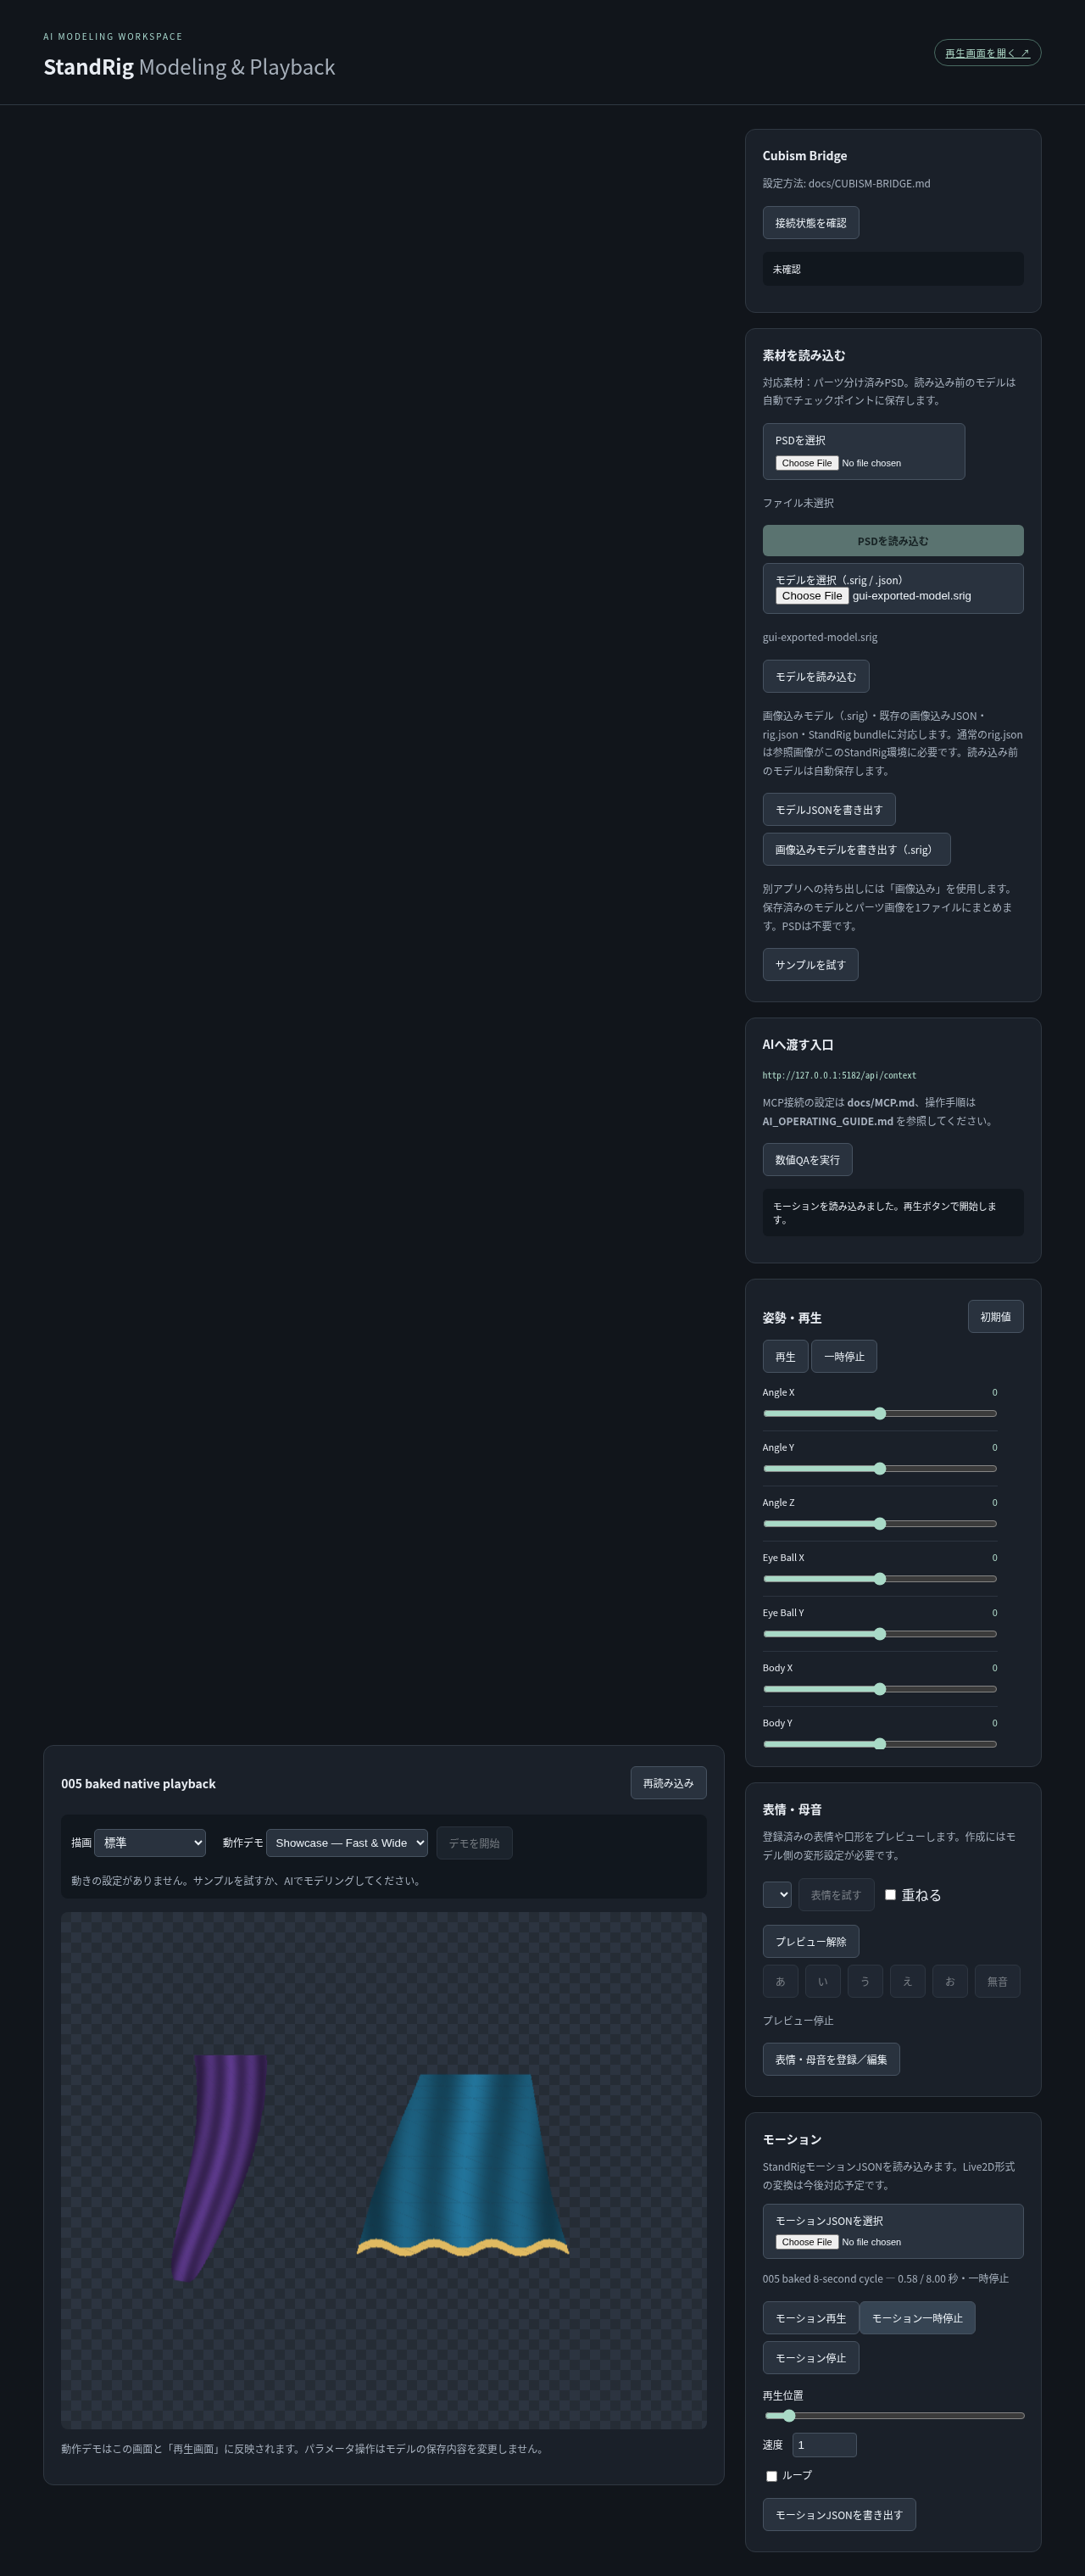 AI MODELING WORKSPACE
StandRig Modeling & Playback
再生画面を開く ↗
Cubism Bridge
設定方法: docs/CUBISM-BRIDGE.md
接続状態を確認
未確認
素材を読み込む
対応素材：パーツ分け済みPSD。読み込み前のモデルは
自動でチェックポイントに保存します。
PSDを選択
Choose File No file chosen
ファイル未選択
PSDを読み込む
モデルを選択（.srig / .json）
Choose File gui-exported-model.srig
gui-exported-model.srig
モデルを読み込む
画像込みモデル（.srig）・既存の画像込みJSON・
rig.json・StandRig bundleに対応します。通常のrig.json
は参照画像がこのStandRig環境に必要です。読み込み前
のモデルは自動保存します。
モデルJSONを書き出す
画像込みモデルを書き出す（.srig）
別アプリへの持ち出しには「画像込み」を使用します。
保存済みのモデルとパーツ画像を1ファイルにまとめま
す。PSDは不要です。
サンプルを試す
AIへ渡す入口
http://127.0.0.1:5182/api/context
MCP接続の設定は docs/MCP.md、操作手順は
AI_OPERATING_GUIDE.md を参照してください。
数値QAを実行
モーションを読み込みました。再生ボタンで開始しま
す。
姿勢・再生
初期値
再生 一時停止
Angle X 0
Angle Y 0
Angle Z 0
Eye Ball X 0
Eye Ball Y 0
Body X 0
Body Y 0
005 baked native playback
再読み込み
描画 標準 動作デモ Showcase — Fast & Wide デモを開始
動きの設定がありません。サンプルを試すか、AIでモデリングしてください。
動作デモはこの画面と「再生画面」に反映されます。パラメータ操作はモデルの保存内容を変更しません。
表情・母音
登録済みの表情や口形をプレビューします。作成にはモ
デル側の変形設定が必要です。
表情を試す 重ねる
プレビュー解除
あ い う え お 無音
プレビュー停止
表情・母音を登録／編集
モーション
StandRigモーションJSONを読み込みます。Live2D形式
の変換は今後対応予定です。
モーションJSONを選択
Choose File No file chosen
005 baked 8-second cycle — 0.58 / 8.00 秒・一時停止
モーション再生 モーション一時停止
モーション停止
再生位置
速度 1
ループ
モーションJSONを書き出す